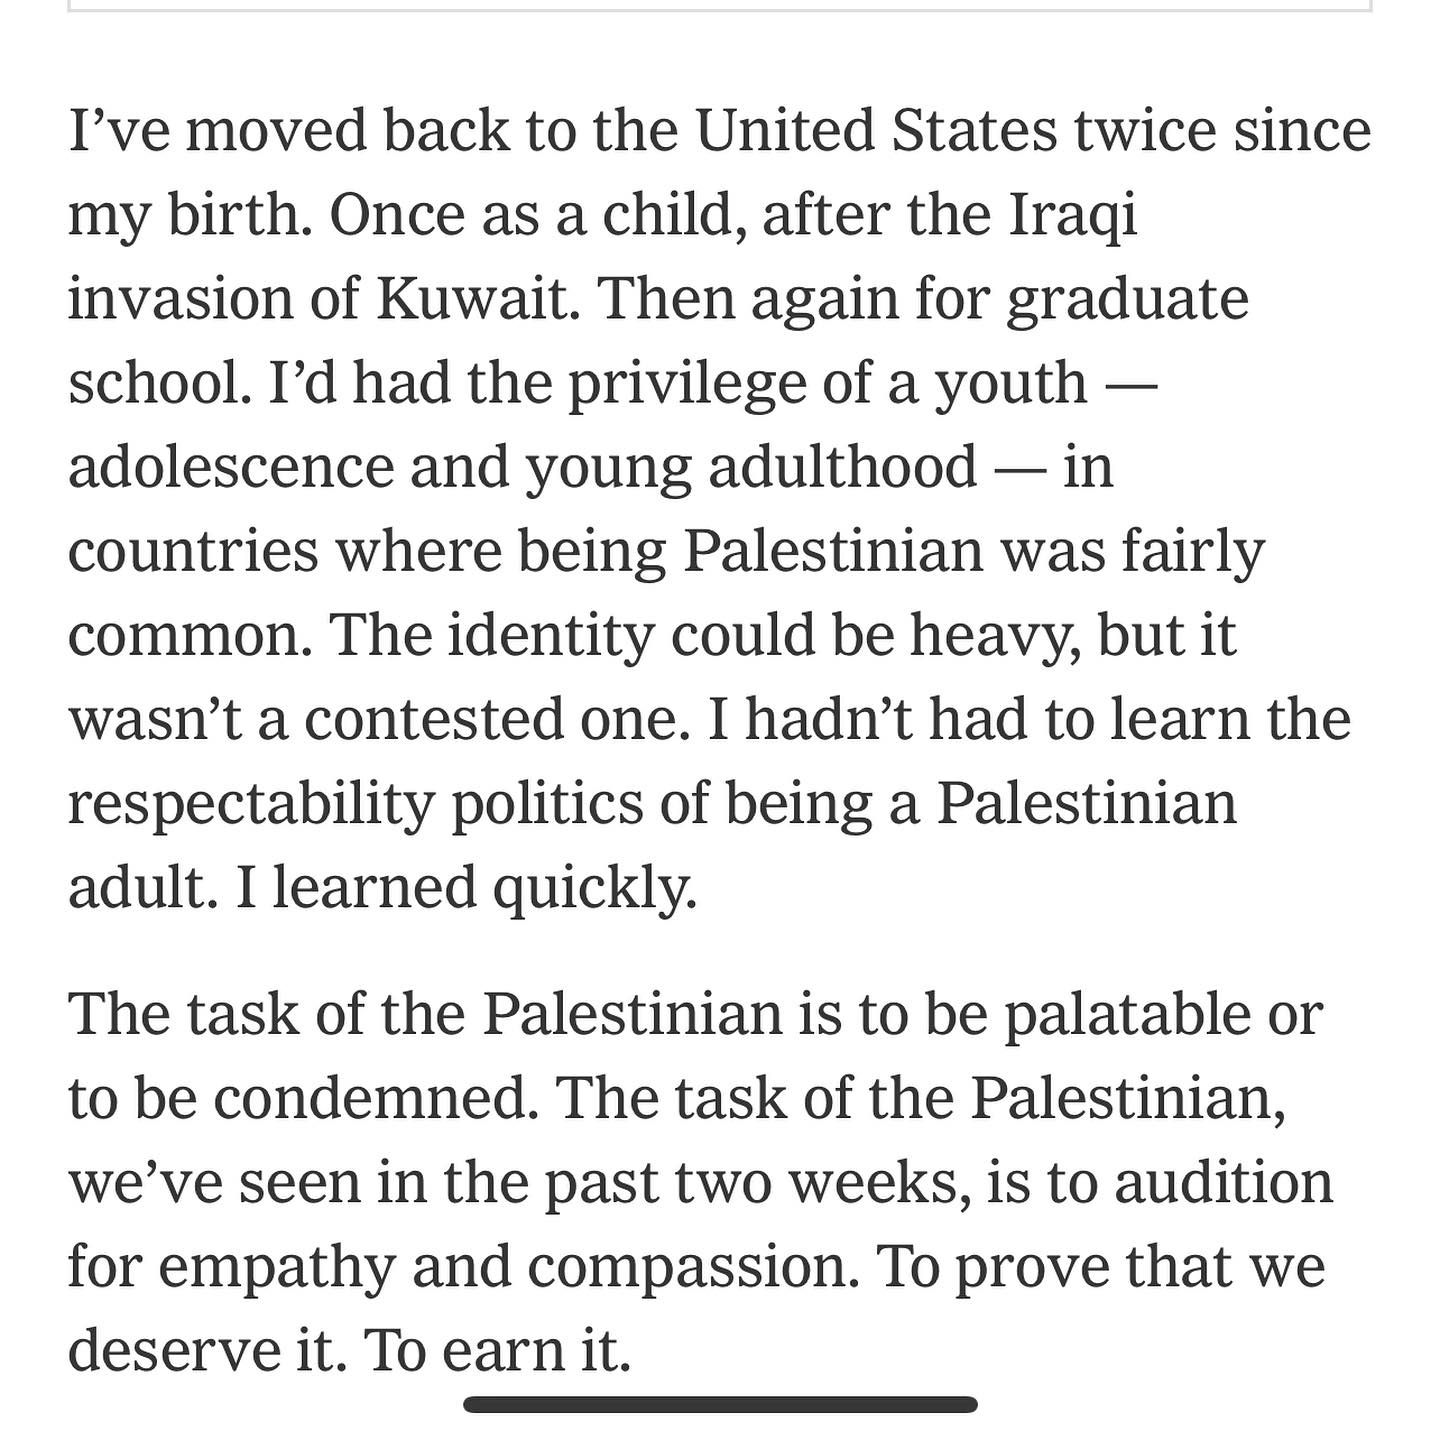 I’ve moved back to the United States twice since
my birth. Once as a child, after the Iraqi
invasion of Kuwait. Then again for graduate
school. I’d had the privilege of a youth —
adolescence and young adulthood — in
countries where being Palestinian was fairly
common. The identity could be heavy, but it
wasn’t a contested one. I hadn’t had to learn the
respectability politics of being a Palestinian
adult. I learned quickly.
The task of the Palestinian is to be palatable or
to be condemned. The task of the Palestinian,
we’ve seen in the past two weeks, is to audition
for empathy and compassion. To prove that we
deserve it. To earn it.